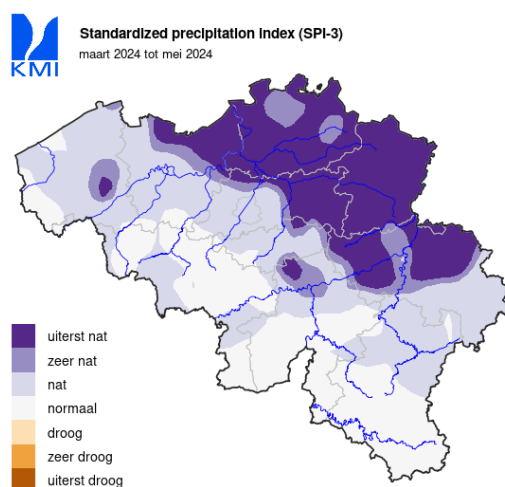 Standardized precipitation index (SPI-3)
maart 2024 tot mei 2024
KMI
uiterst nat
zeer nat
nat
normaal
droog
zeer droog
uiterst droog